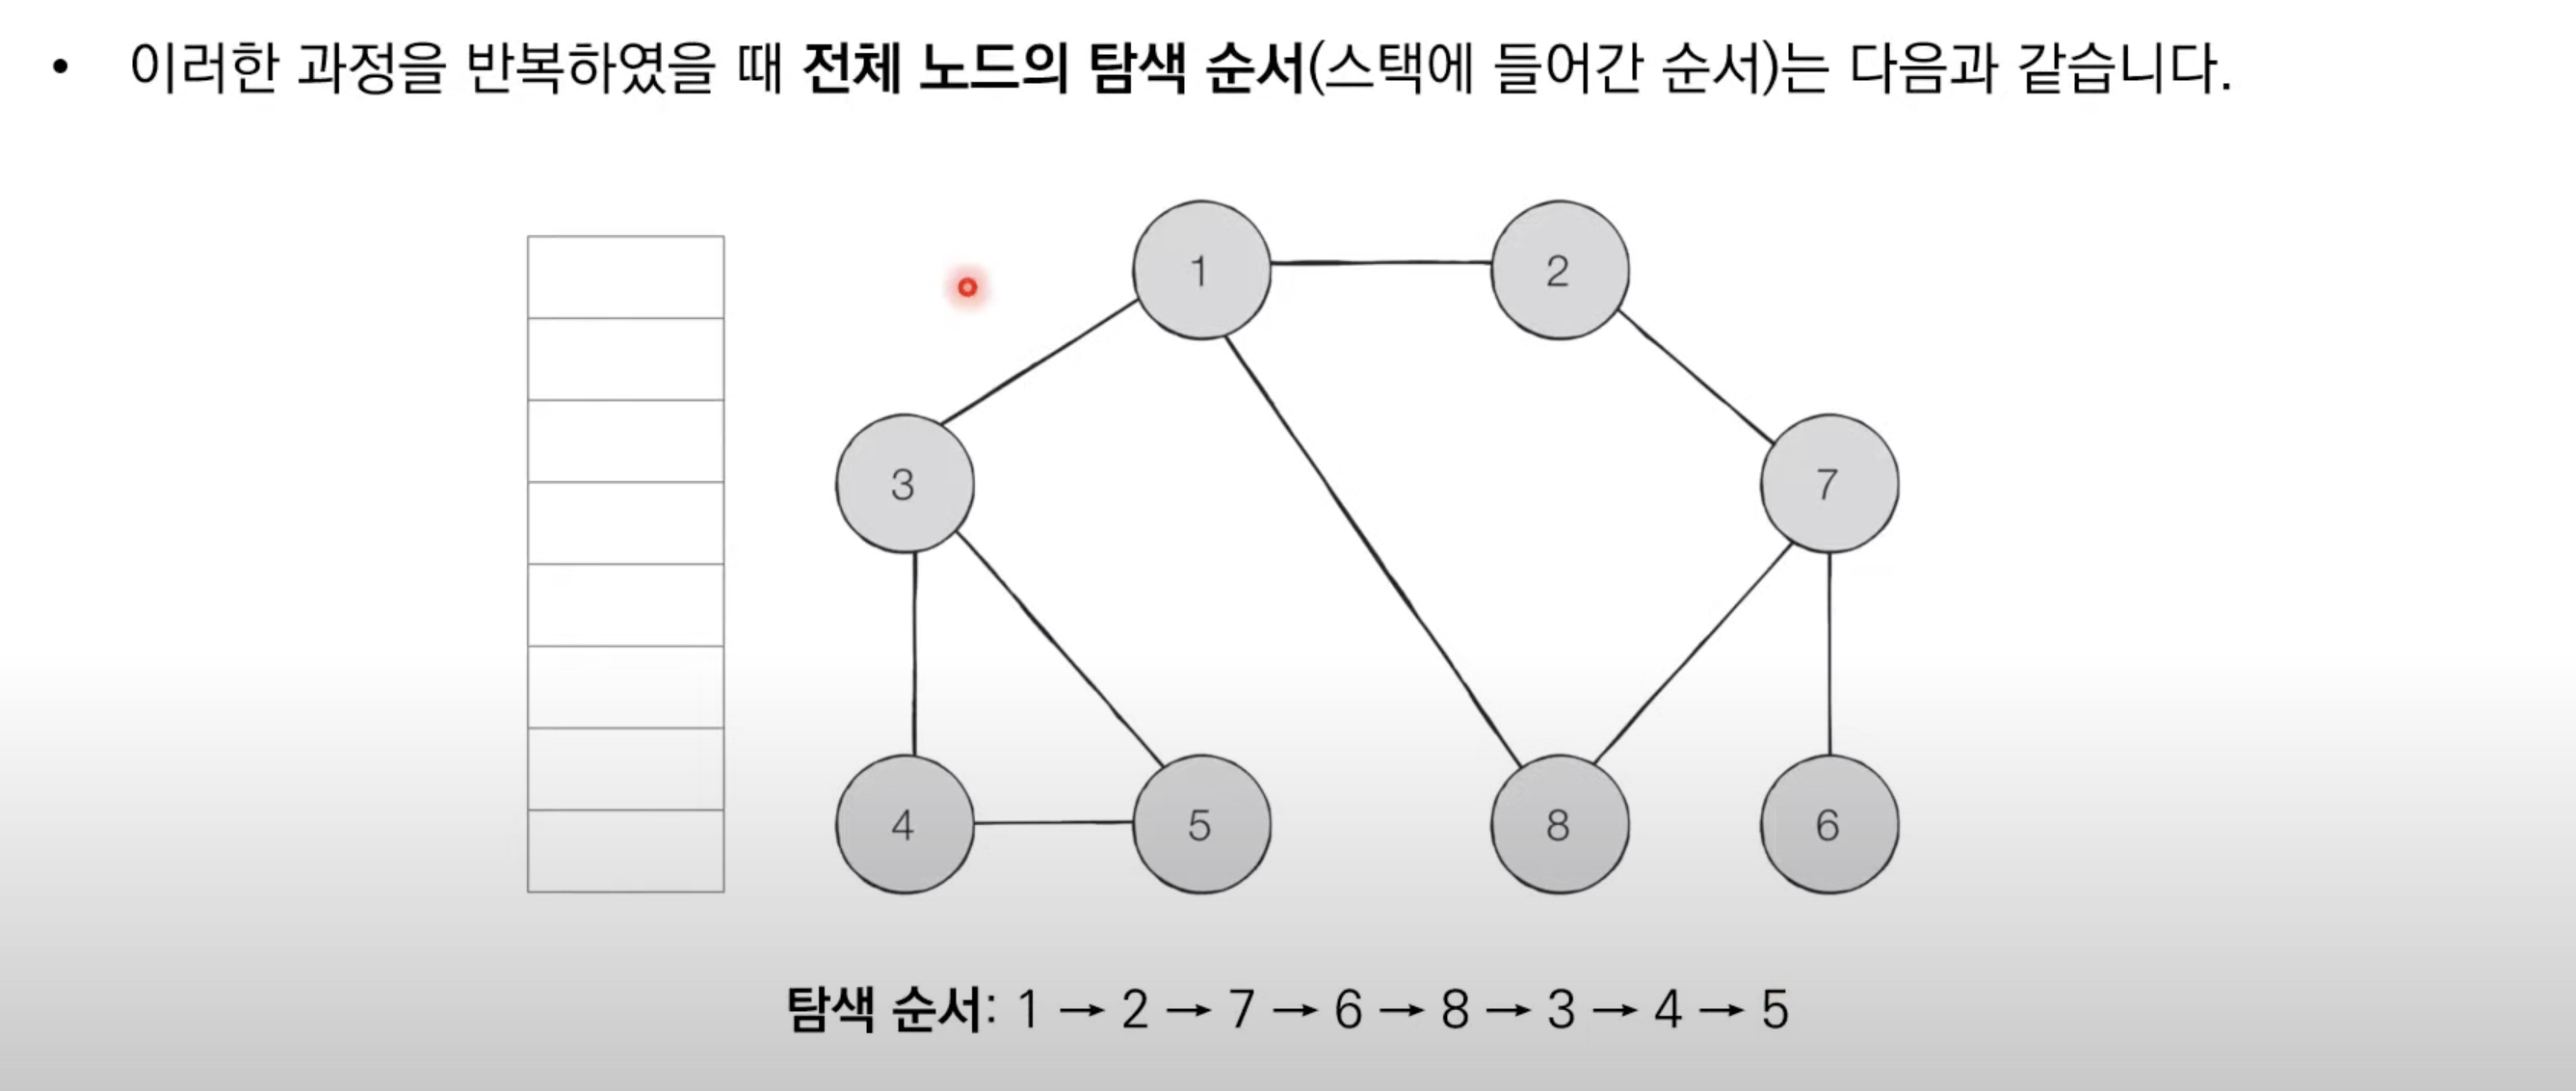 • 이러한 과정을 반복하였을 때 전체 노드의 탐색 순서(스택에 들어간 순서)는 다음과 같습니다.
1 2
3 7
4 5 8 6
탐색 순서: 1 → 2 → 7 → 6 → 8 → 3 → 4 → 5